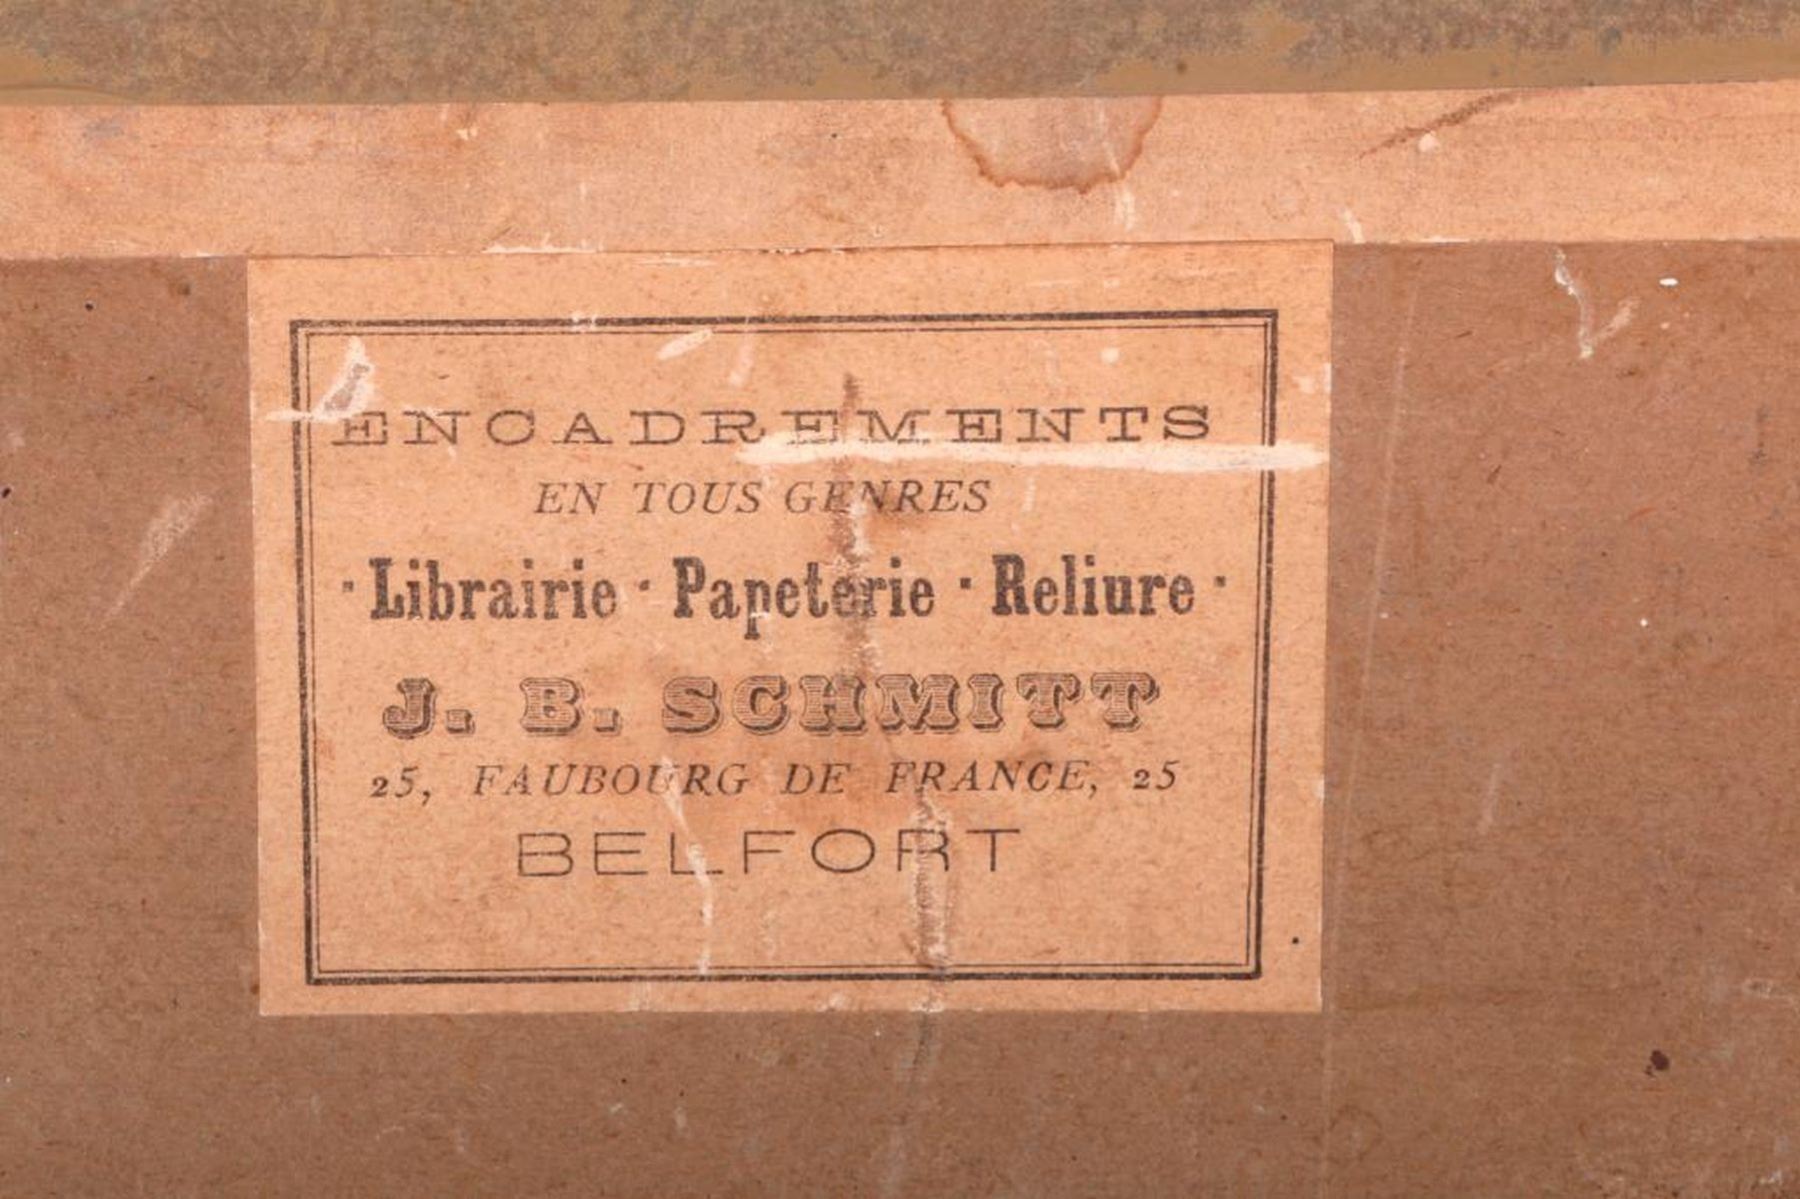 ENCADREMENTS
EN TOUS GENRES
· Librairie · Papeterie · Reliure ·
J. B. SCHMITT
25, FAUBOURG DE FRANCE, 25
BELFORT